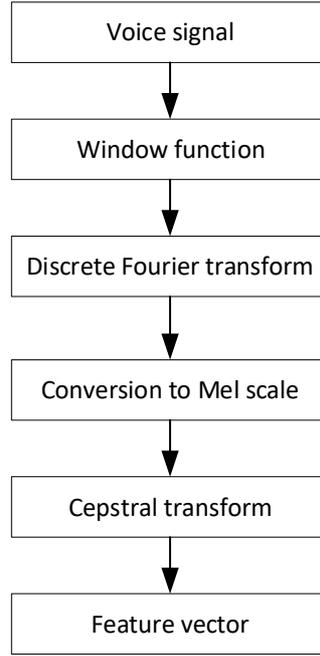 Voice signal
Window function
Discrete Fourier transform
Conversion to Mel scale
Cepstral transform
Feature vector